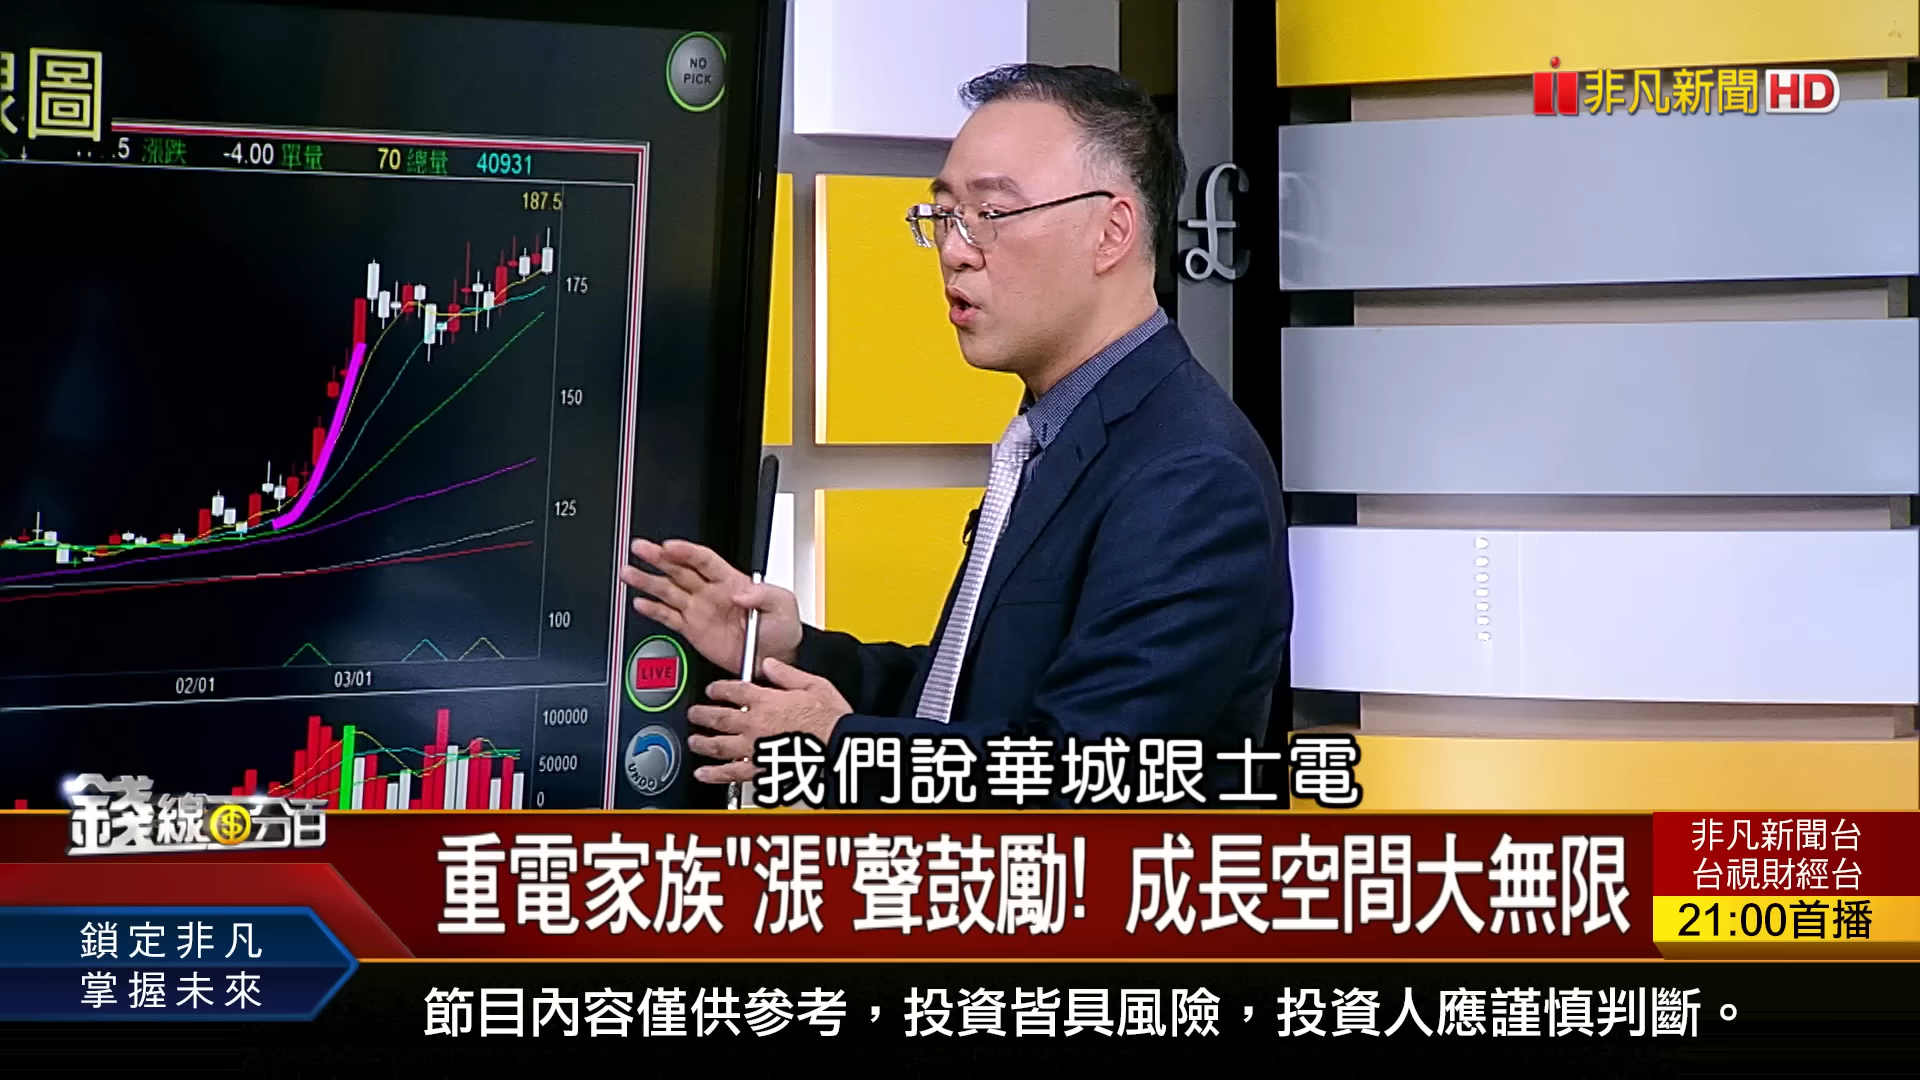 圖
NO
PICK
非凡新聞HD
.5 漲跌 -4.00 單量 70 總量 40931
187.5
175
150
125
100
02/01 03/01
LIVE
100000
50000
0
UNDO
£
我們說華城跟士電
錢線百分百
重電家族"漲"聲鼓勵! 成長空間大無限
非凡新聞台
台視財經台
21:00首播
鎖定非凡
掌握未來
節目內容僅供參考，投資皆具風險，投資人應謹慎判斷。